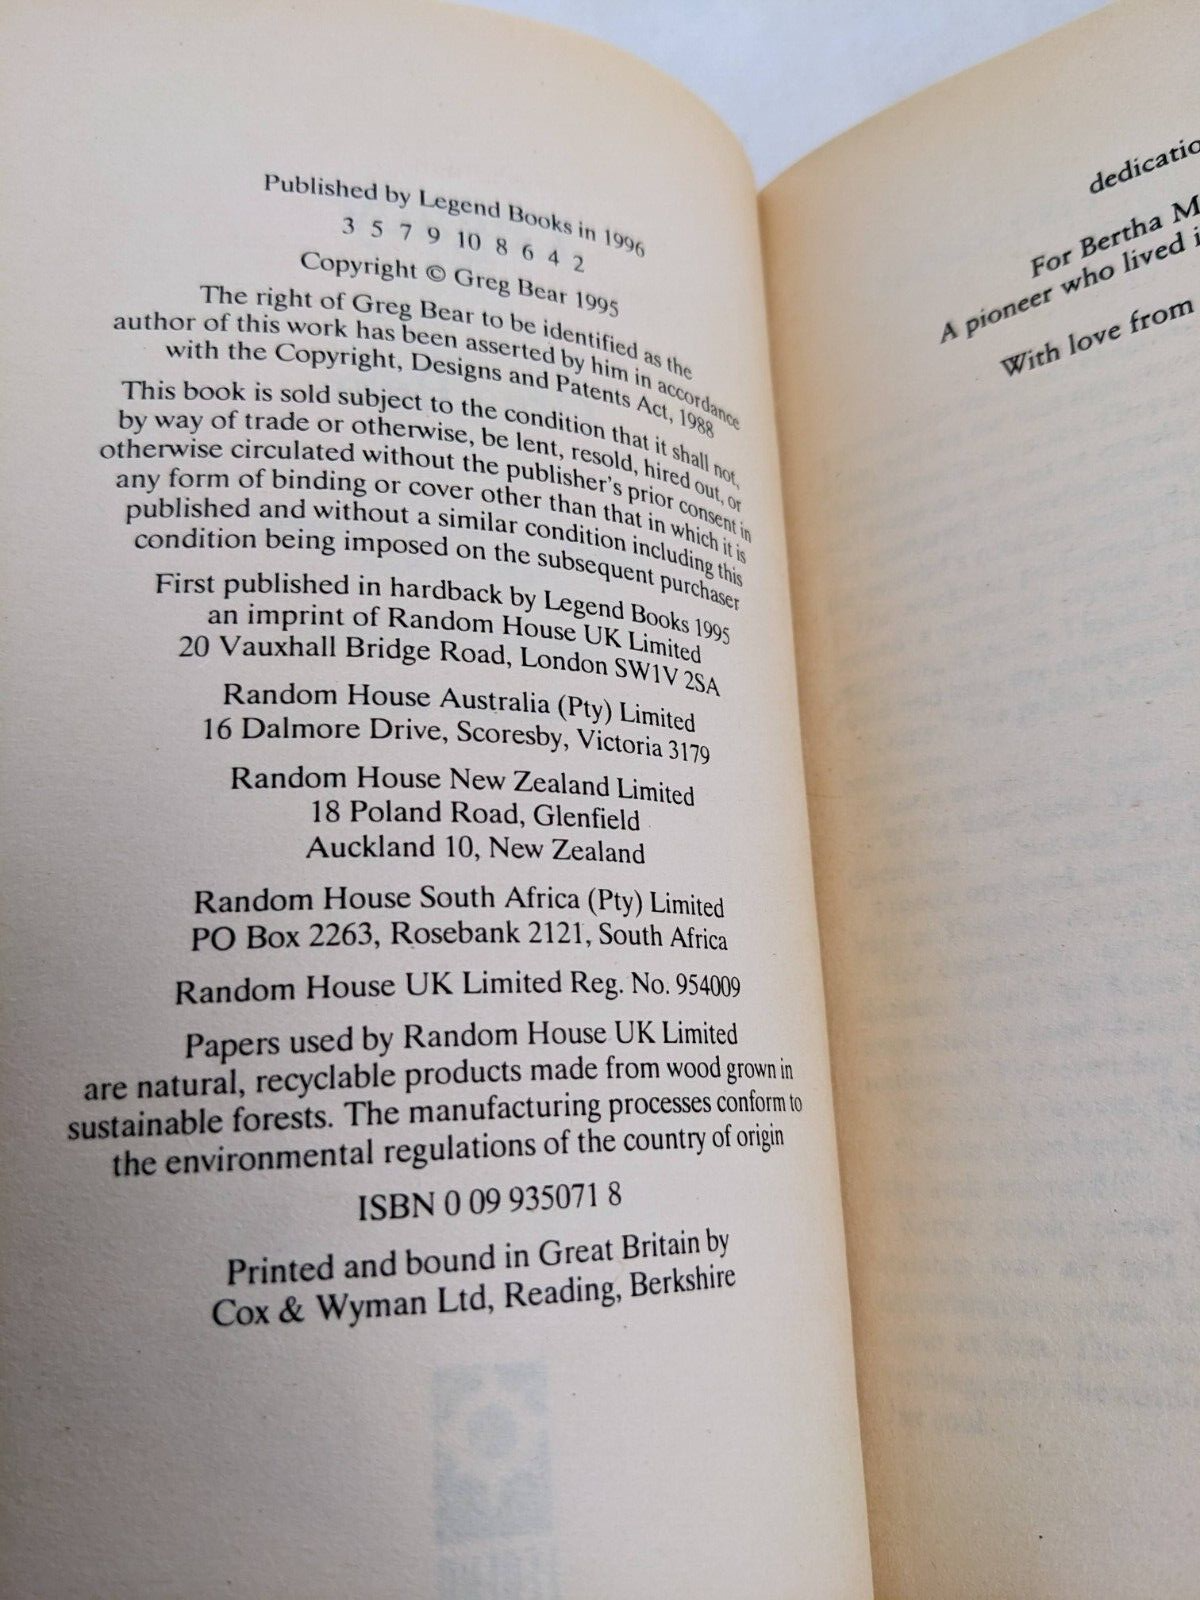 Published by Legend Books in 1996
3 5 7 9 10 8 6 4 2
Copyright © Greg Bear 1995
The right of Greg Bear to be identified as the
author of this work has been asserted by him in accordance
with the Copyright, Designs and Patents Act, 1988
This book is sold subject to the condition that it shall not,
by way of trade or otherwise, be lent, resold, hired out, or
otherwise circulated without the publisher's prior consent in
any form of binding or cover other than that in which it is
published and without a similar condition including this
condition being imposed on the subsequent purchaser
First published in hardback by Legend Books 1995
an imprint of Random House UK Limited
20 Vauxhall Bridge Road, London SW1V 2SA
Random House Australia (Pty) Limited
16 Dalmore Drive, Scoresby, Victoria 3179
Random House New Zealand Limited
18 Poland Road, Glenfield
Auckland 10, New Zealand
Random House South Africa (Pty) Limited
PO Box 2263, Rosebank 2121, South Africa
Random House UK Limited Reg. No. 954009
Papers used by Random House UK Limited
are natural, recyclable products made from wood grown in
sustainable forests. The manufacturing processes conform to
the environmental regulations of the country of origin
ISBN 0 09 935071 8
Printed and bound in Great Britain by
Cox & Wyman Ltd, Reading, Berkshire
dedicatio
For Bertha M
A pioneer who lived i
With love from